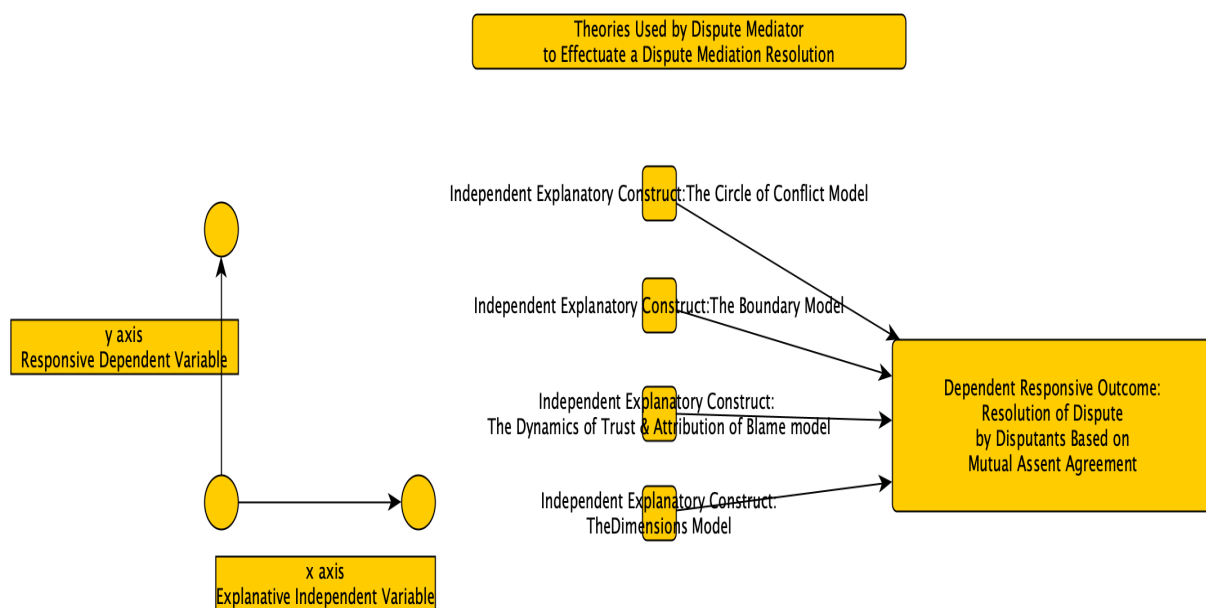 Theories Used by Dispute Mediator
to Effectuate a Dispute Mediation Resolution
Independent Explanatory Construct:The Circle of Conflict Model
Independent Explanatory Construct:The Boundary Model
y axis
Responsive Dependent Variable
Independent Explanatory Construct:
The Dynamics of Trust & Attribution of Blame model
Dependent Responsive Outcome:
Resolution of Dispute
by Disputants Based on
Mutual Assent Agreement
Independent Explanatory Construct:
TheDimensions Model
x axis
Explanative Independent Variable